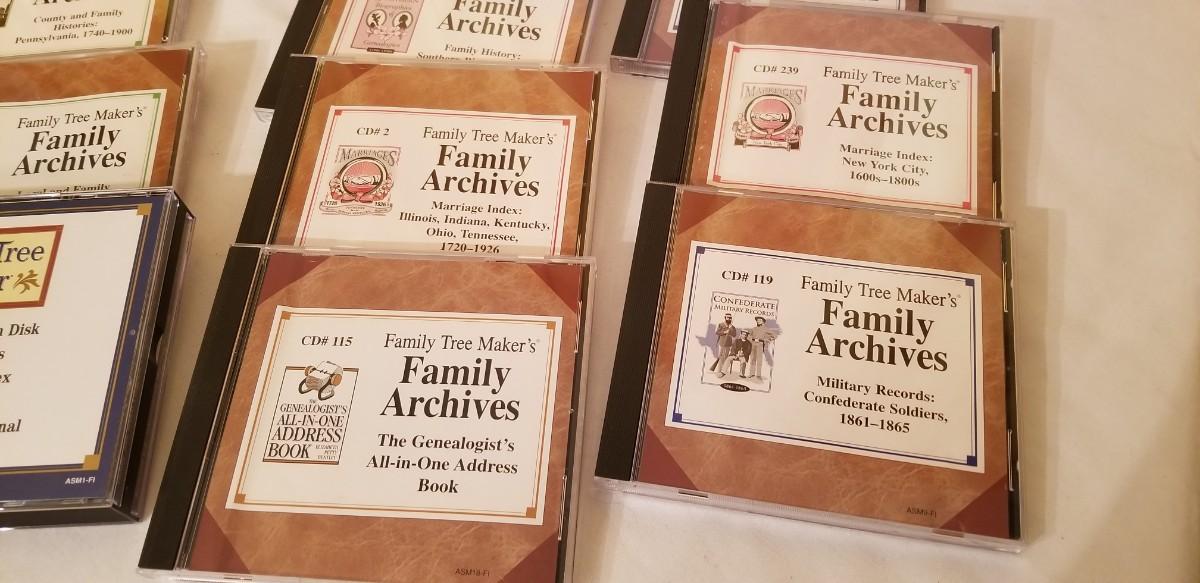 County and Family
Histories:
Pennsylvania, 1740–1900
Family Tree Maker's®
Family
Archives
Tree
n Disk
ASM1-FI
Family
Archives
Family History:
CD# 2
MARRIAGES
Family Tree Maker's®
Family
Archives
Marriage Index:
Illinois, Indiana, Kentucky,
Ohio, Tennessee,
1720–1926
CD# 239
MARRIAGES
Family Tree Maker's®
Family
Archives
Marriage Index:
New York City,
1600s–1800s
CD# 115
THE
GENEALOGIST'S
ALL-IN-ONE
ADDRESS
BOOK
Family Tree Maker's®
Family
Archives
The Genealogist's
All-in-One Address
Book
ASM18-FI
CD# 119
CONFEDERATE
MILITARY RECORDS
1861-1865
Family Tree Maker's®
Family
Archives
Military Records:
Confederate Soldiers,
1861–1865
ASM9-FI